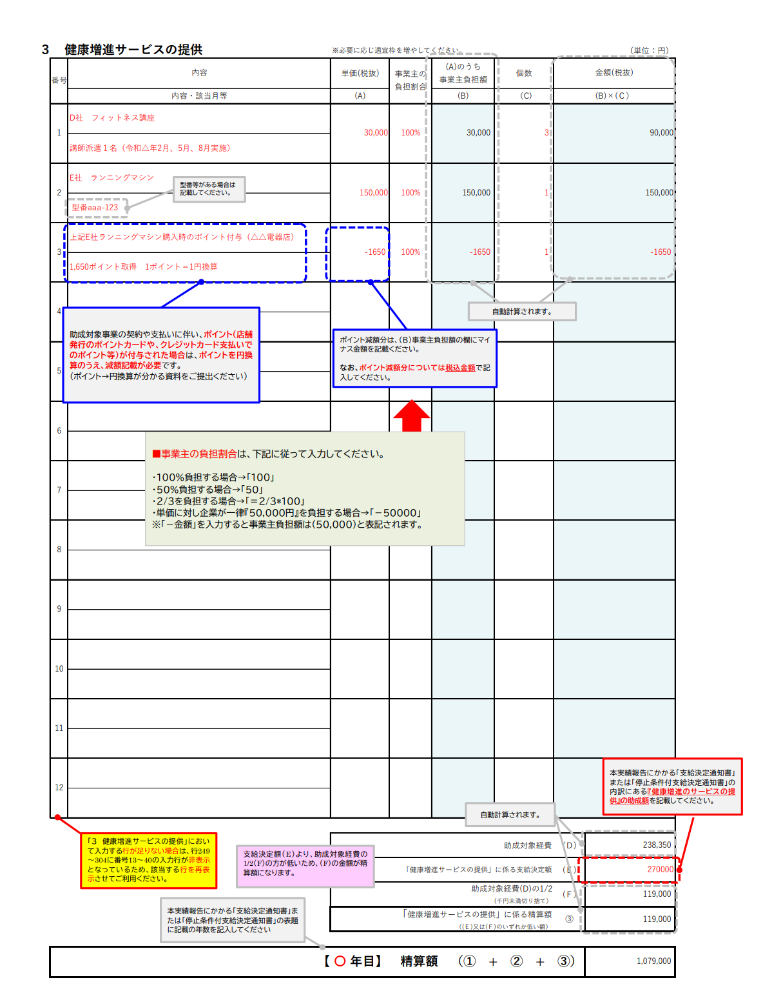 3　健康増進サービスの提供
※必要に応じ適宜枠を増やしてください。
（単位：円）
番号
内容
単価(税抜)
事業主の
負担割合
(A)のうち
事業主負担額
個数
金額(税抜)
内容・該当月等
(A)
(B)
(C)
(B)×(C)
1
D社　フィットネス講座
講師派遣１名（令和△年2月、5月、8月実施）
30,000
100%
30,000
3
90,000
2
E社　ランニングマシン
型番aaa-123
型番等がある場合は
記載してください。
150,000
100%
150,000
1
150,000
3
上記E社ランニングマシン購入時のポイント付与（△△電器店）
1,650ポイント取得　1ポイント＝1円換算
-1650
100%
-1650
1
-1650
自動計算されます。
4
助成対象事業の契約や支払いに伴い、ポイント（店舗
発行のポイントカードや、クレジットカード支払いで
のポイント等）が付与された場合は、ポイントを円換
算のうえ、減額記載が必要です。
（ポイント→円換算が分かる資料をご提出ください）
ポイント減額分は、（B）事業主負担額の欄にマイ
ナス金額を記載ください。
なお、ポイント減額分については税込金額で記
入してください。
5
6
■事業主の負担割合は、下記に従って入力してください。
・100％負担する場合→「100」
・50％負担する場合→「50」
・2/3を負担する場合→「＝2/3*100」
・単価に対し企業が一律『50,000円』を負担する場合→「－50000」
※「－金額」を入力すると事業主負担額は（50,000）と表記されます。
7
8
9
10
11
12
本実績報告にかかる「支給決定通知書」
または「停止条件付支給決定通知書」の
内訳にある『健康増進のサービスの提
供』の助成額を記載してください。
自動計算されます。
「３　健康増進サービスの提供」におい
て入力する行が足りない場合は、行249
～304に番号13～40の入力行が非表示
となっているため、該当する行を再表
示させてご利用ください。
支給決定額（E）より、助成対象経費の
1/2（F）の方が低いため、（F）の金額が精
算額になります。
助成対象経費　(D)
238,350
「健康増進サービスの提供」に係る支給決定額　(E)
270000
助成対象経費(D)の1/2
（千円未満切り捨て）
(F)
119,000
「健康増進サービスの提供」に係る精算額
（(E)又は(F)のいずれか低い額）
③
119,000
本実績報告にかかる「支給決定通知書」ま
たは「停止条件付支給決定通知書」の表題
に記載の年数を記入してください
【 〇 年目】　精算額　（①　＋　②　＋　③）
1,079,000